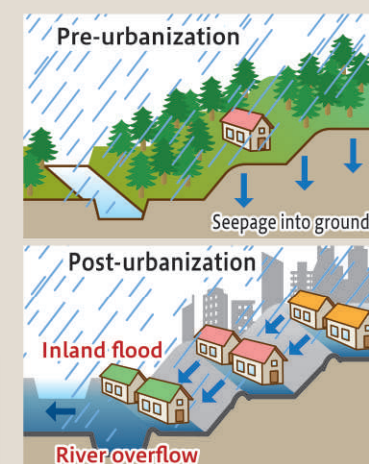 Pre-urbanization
Seepage into ground
Post-urbanization
Inland flood
River overflow